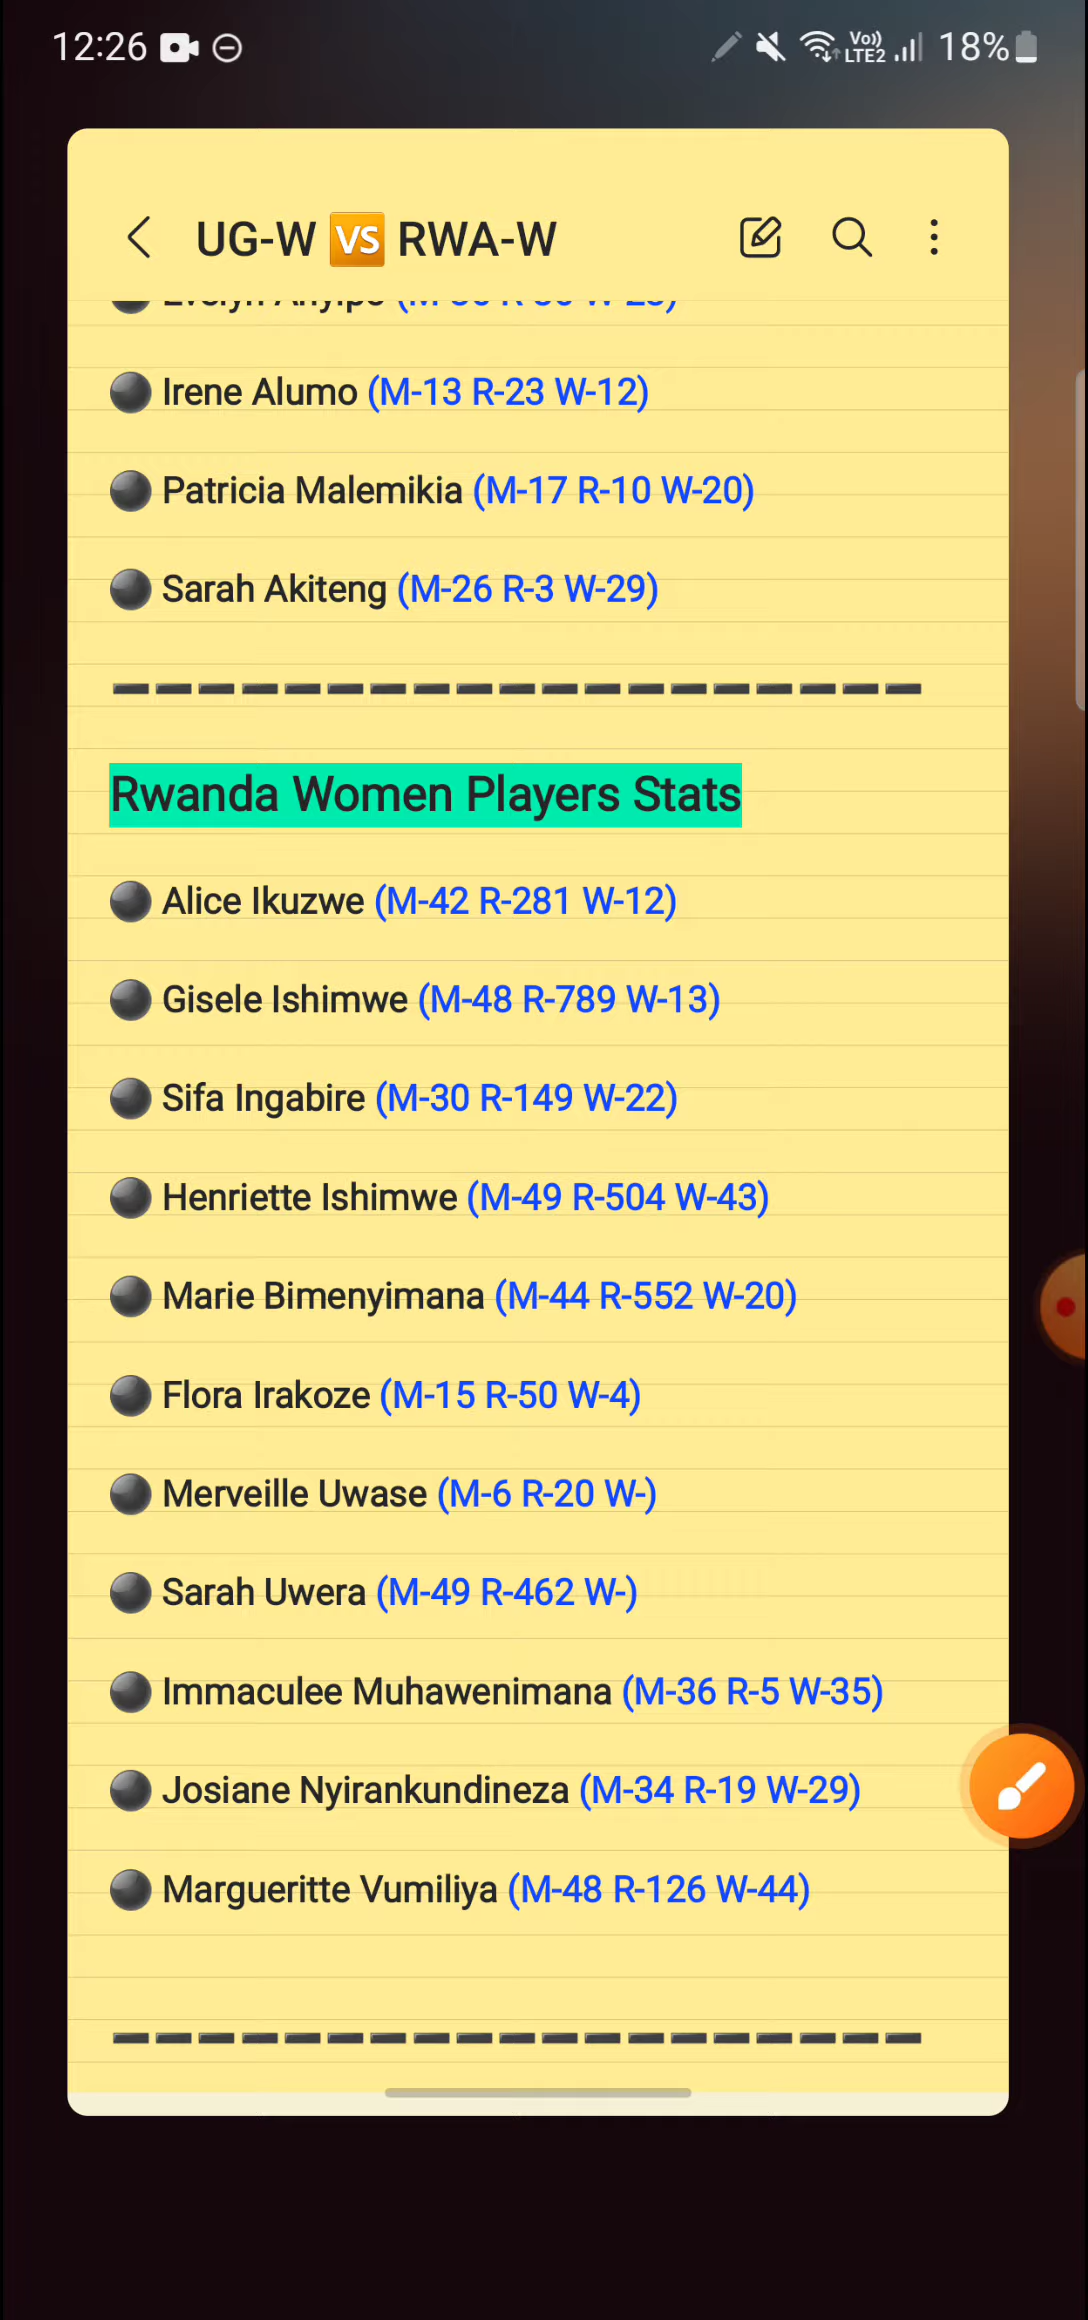 12:26 Vo)) LTE2 18%
UG-W VS RWA-W
Irene Alumo (M-13 R-23 W-12)
Patricia Malemikia (M-17 R-10 W-20)
Sarah Akiteng (M-26 R-3 W-29)
Rwanda Women Players Stats
Alice Ikuzwe (M-42 R-281 W-12)
Gisele Ishimwe (M-48 R-789 W-13)
Sifa Ingabire (M-30 R-149 W-22)
Henriette Ishimwe (M-49 R-504 W-43)
Marie Bimenyimana (M-44 R-552 W-20)
Flora Irakoze (M-15 R-50 W-4)
Merveille Uwase (M-6 R-20 W-)
Sarah Uwera (M-49 R-462 W-)
Immaculee Muhawenimana (M-36 R-5 W-35)
Josiane Nyirankundineza (M-34 R-19 W-29)
Margueritte Vumiliya (M-48 R-126 W-44)